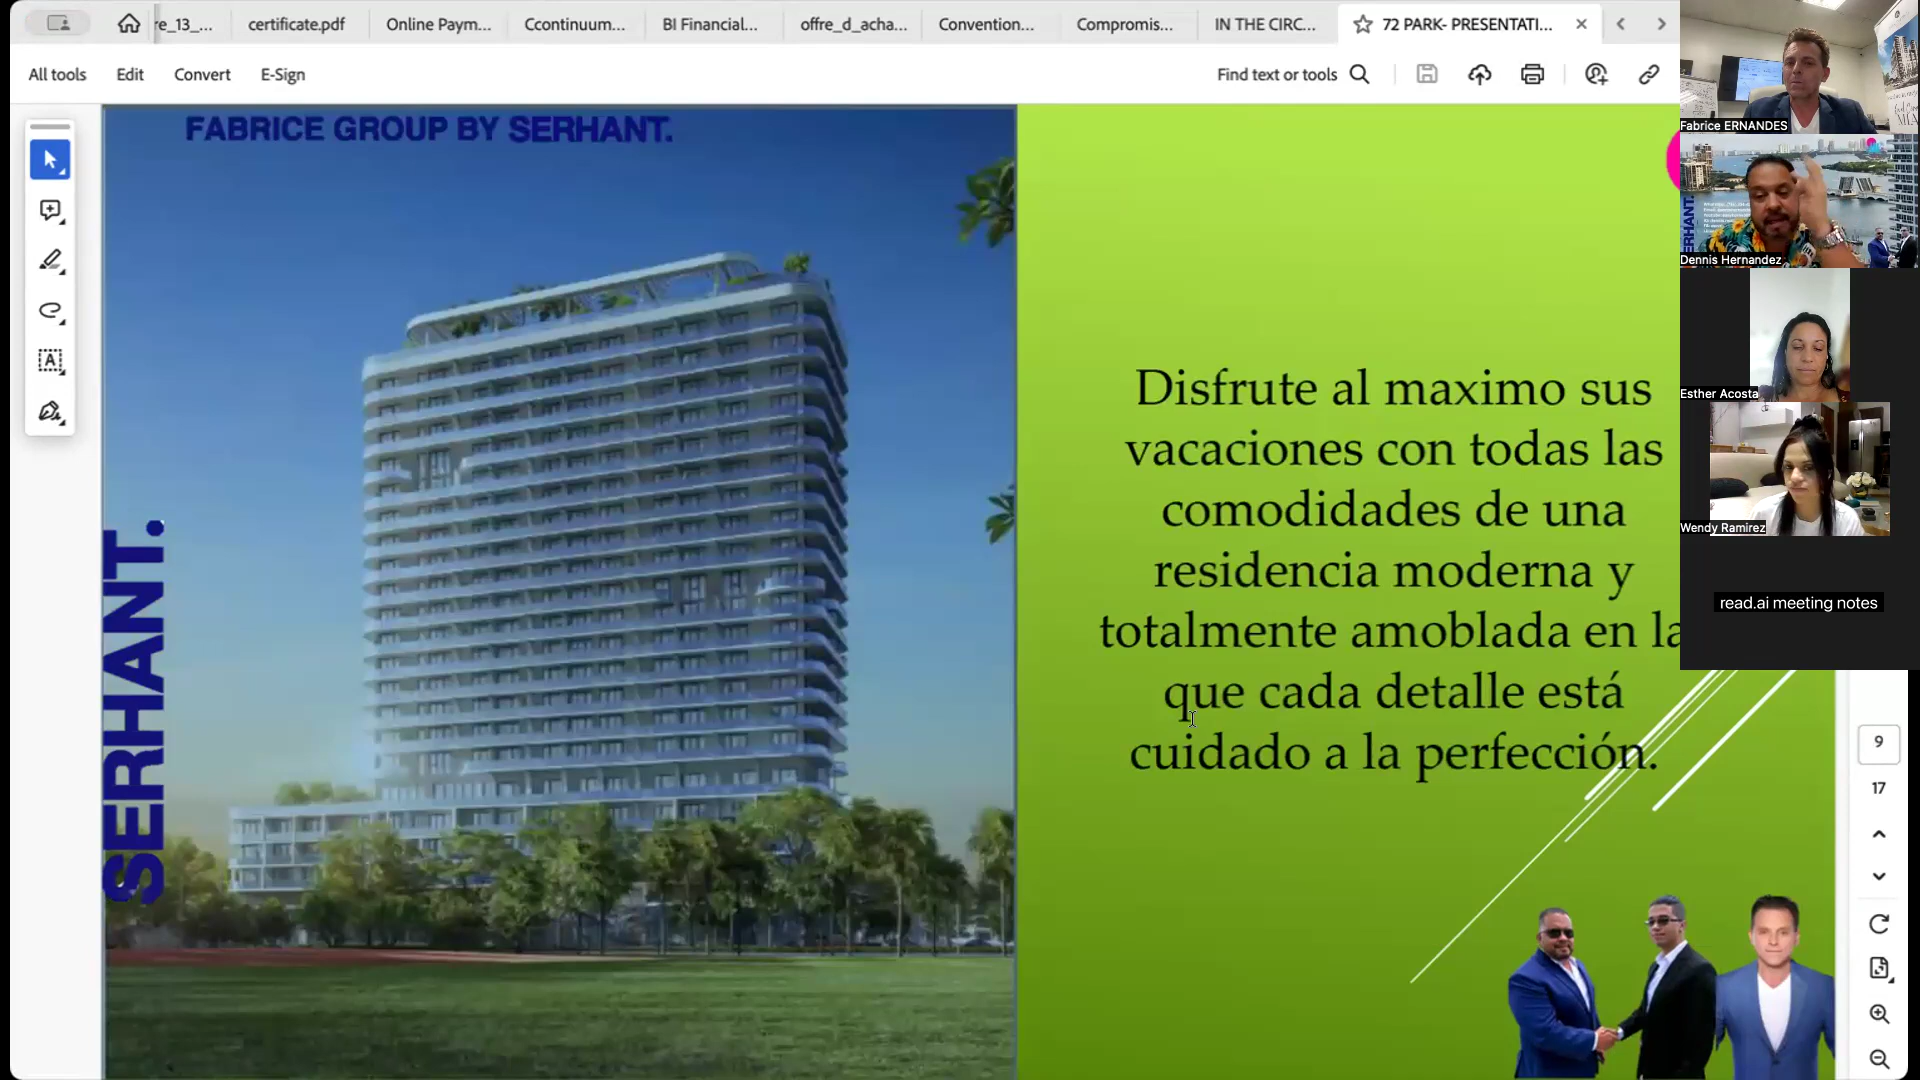 re_13_...
certificate.pdf
Online Paym...
Ccontinuum...
BI Financial...
offre_d_acha...
Convention...
Compromis...
IN THE CIRC...
72 PARK- PRESENTATI...
All tools
Edit
Convert
E-Sign
Find text or tools
FABRICE GROUP BY SERHANT.
SERHANT.
Disfrute al maximo sus
vacaciones con todas las
comodidades de una
residencia moderna y
totalmente amoblada en la
que cada detalle está
cuidado a la perfección.
Fabrice ERNANDES
SERHANT.
Dennis Hernandez
Esther Acosta
Wendy Ramirez
read.ai meeting notes
9
17